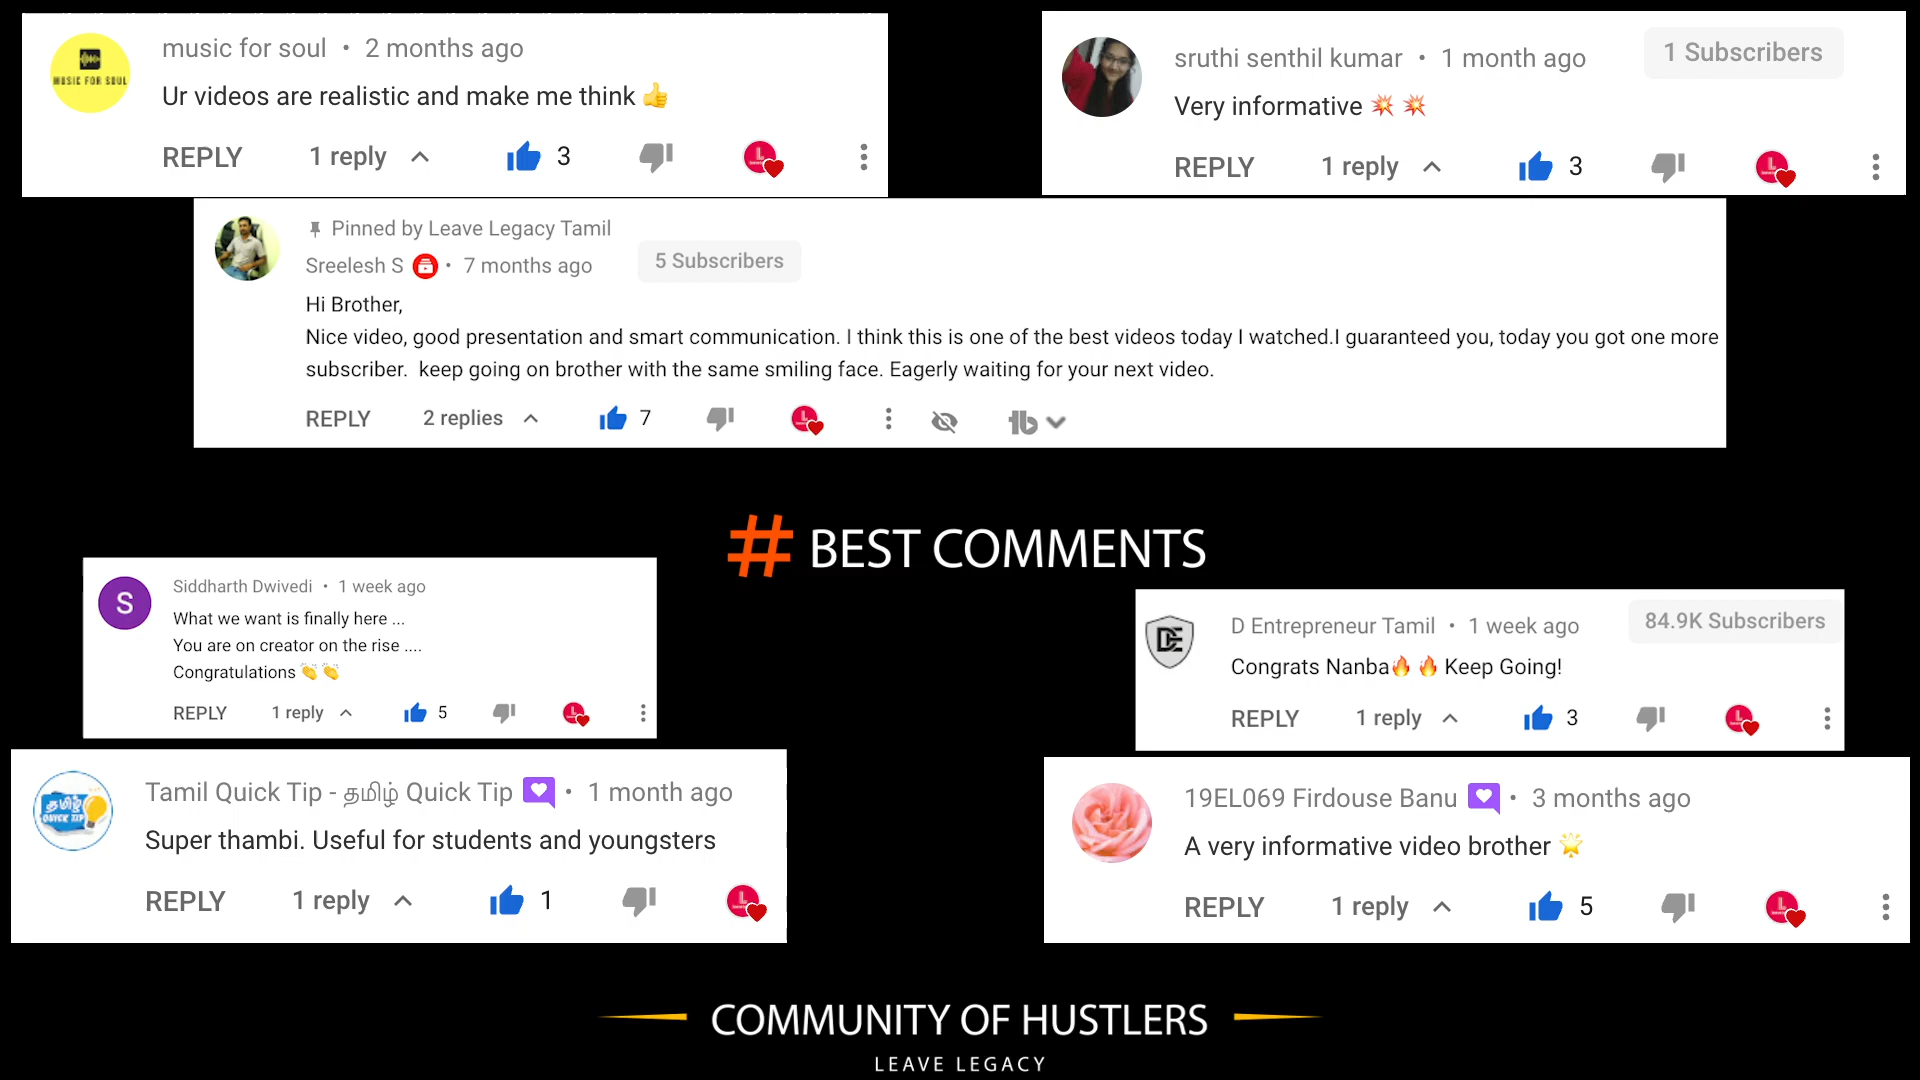 MUSIC FOR SOUL
music for soul • 2 months ago
Ur videos are realistic and make me think 👍
REPLY 1 reply 3
sruthi senthil kumar • 1 month ago 1 Subscribers
Very informative 💥 💥
REPLY 1 reply 3
Pinned by Leave Legacy Tamil
Sreelesh S • 7 months ago 5 Subscribers
Hi Brother,
Nice video, good presentation and smart communication. I think this is one of the best videos today I watched.I guaranteed you, today you got one more
subscriber. keep going on brother with the same smiling face. Eagerly waiting for your next video.
REPLY 2 replies 7 tb
# BEST COMMENTS
S
Siddharth Dwivedi • 1 week ago
What we want is finally here ...
You are on creator on the rise ....
Congratulations 👏 👏
REPLY 1 reply 5
DE
D Entrepreneur Tamil • 1 week ago 84.9K Subscribers
Congrats Nanba🔥 🔥 Keep Going!
REPLY 1 reply 3
தமிழ்
QUICK TIP
Tamil Quick Tip - தமிழ் Quick Tip • 1 month ago
Super thambi. Useful for students and youngsters
REPLY 1 reply 1
19EL069 Firdouse Banu • 3 months ago
A very informative video brother 🌟
REPLY 1 reply 5
COMMUNITY OF HUSTLERS
LEAVE LEGACY